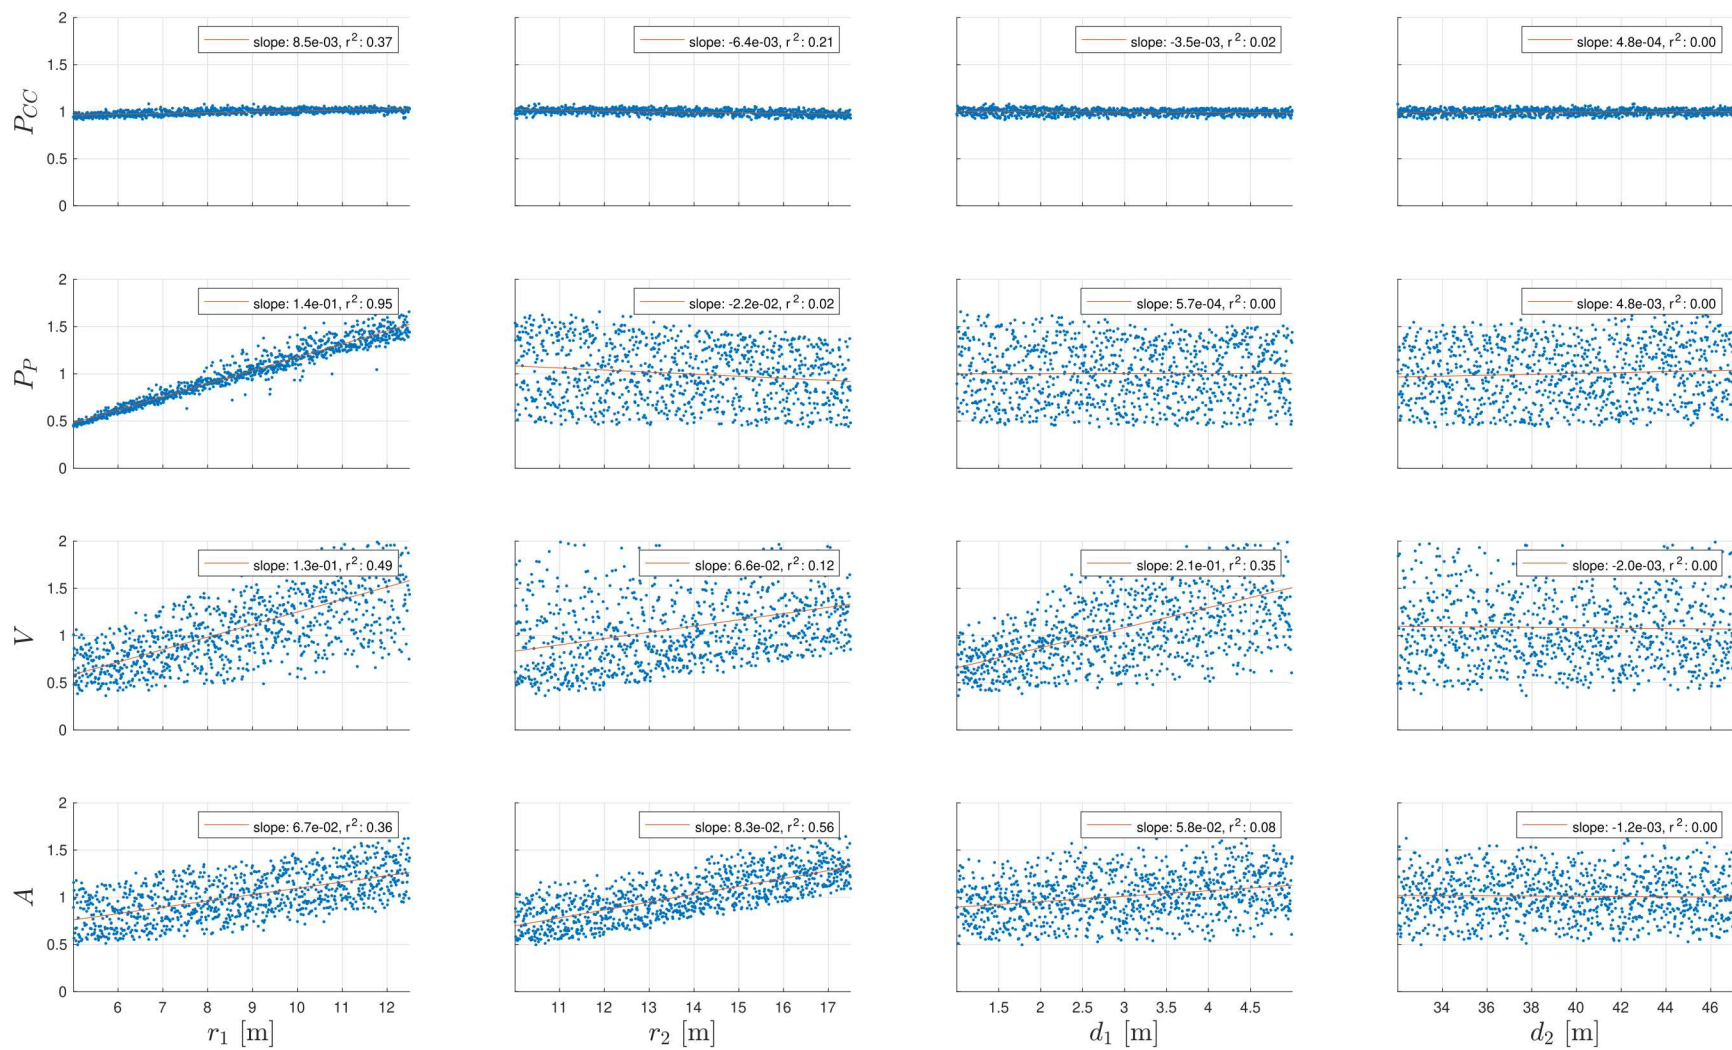 slope: 8.5e-03, r²: 0.37
slope: -6.4e-03, r²: 0.21
slope: -3.5e-03, r²: 0.02
slope: 4.8e-04, r²: 0.00
2
1.5
1
0.5
0
P_CC
slope: 1.4e-01, r²: 0.95
slope: -2.2e-02, r²: 0.02
slope: 5.7e-04, r²: 0.00
slope: 4.8e-03, r²: 0.00
2
1.5
1
0.5
0
P_P
slope: 1.3e-01, r²: 0.49
slope: 6.6e-02, r²: 0.12
slope: 2.1e-01, r²: 0.35
slope: -2.0e-03, r²: 0.00
2
1.5
1
0.5
0
V
slope: 6.7e-02, r²: 0.36
slope: 8.3e-02, r²: 0.56
slope: 5.8e-02, r²: 0.08
slope: -1.2e-03, r²: 0.00
2
1.5
1
0.5
0
A
6 7 8 9 10 11 12
11 12 13 14 15 16 17
1.5 2 2.5 3 3.5 4 4.5
34 36 38 40 42 44 46
r₁ [m]
r₂ [m]
d₁ [m]
d₂ [m]